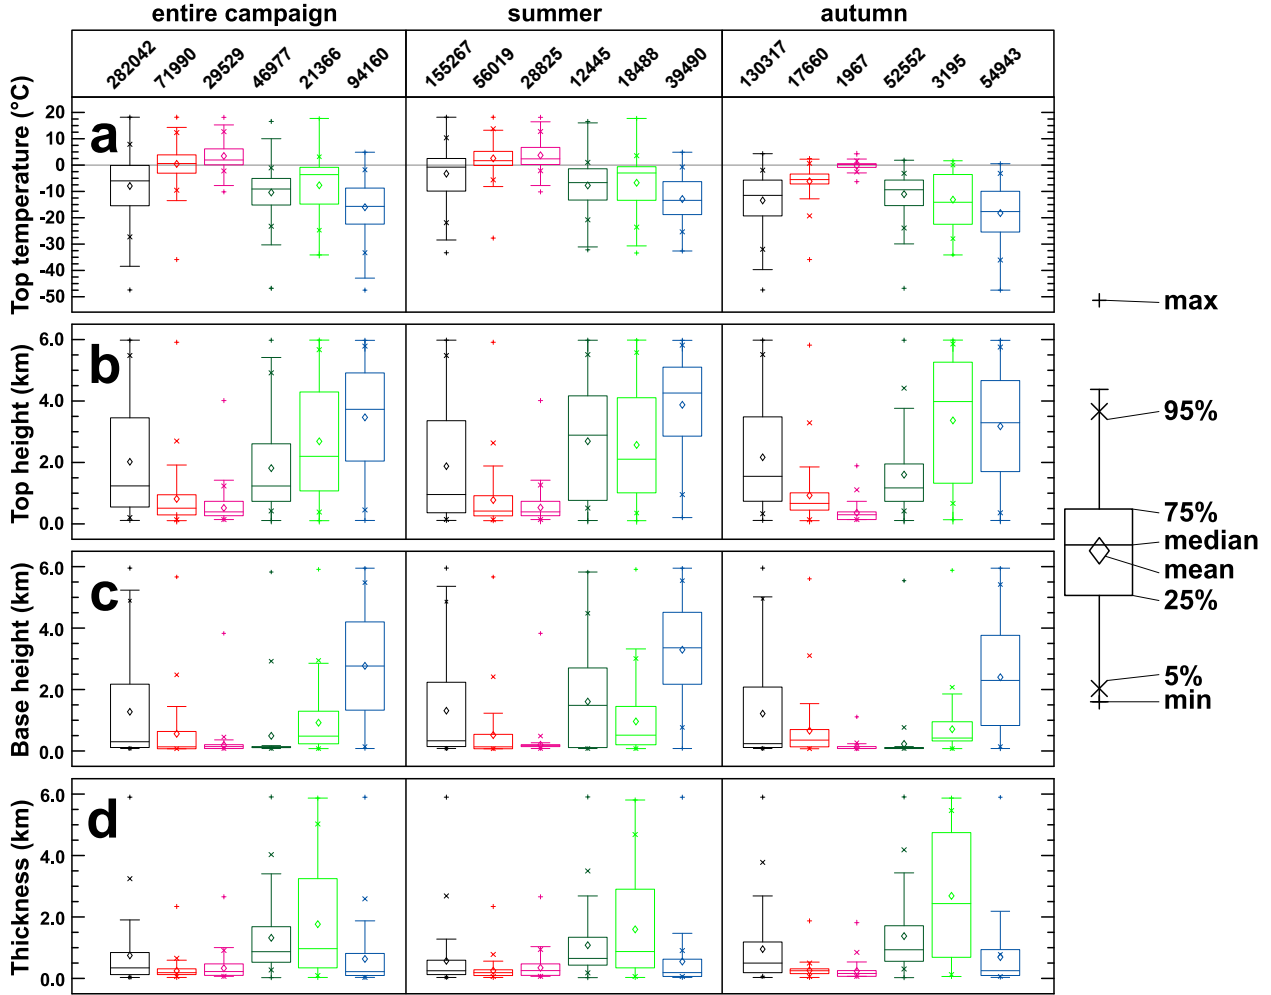 entire campaign summer autumn
282042 71990 29529 46977 21366 94160 155267 56019 28825 12445 18488 39490 130317 17660 1967 52552 3195 54943
Top temperature (°C)
a
20
10
0
-10
-20
-30
-40
-50
Top height (km)
b
6.0
4.0
2.0
0.0
Base height (km)
c
6.0
4.0
2.0
0.0
Thickness (km)
d
6.0
4.0
2.0
0.0
max
95%
75%
median
mean
25%
5%
min